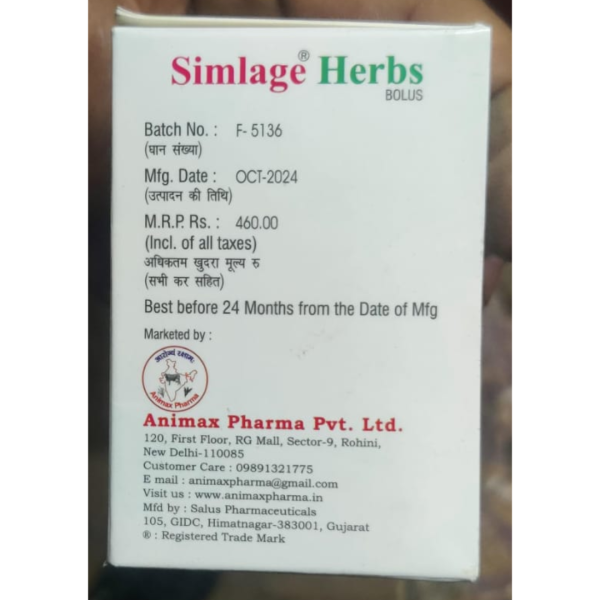 Simlage® Herbs
BOLUS
Batch No. : F- 5136
(घान संख्या)
Mfg. Date : OCT-2024
(उत्पादन की तिथि)
M.R.P. Rs. : 460.00
(Incl. of all taxes)
अधिकतम खुदरा मूल्य रु
(सभी कर सहित)
Best before 24 Months from the Date of Mfg
Marketed by :
Animax Pharma
Animax Pharma Pvt. Ltd.
120, First Floor, RG Mall, Sector-9, Rohini,
New Delhi-110085
Customer Care : 09891321775
E mail : animaxpharma@gmail.com
Visit us : www.animaxpharma.in
Mfd by : Salus Pharmaceuticals
105, GIDC, Himatnagar-383001, Gujarat
® : Registered Trade Mark